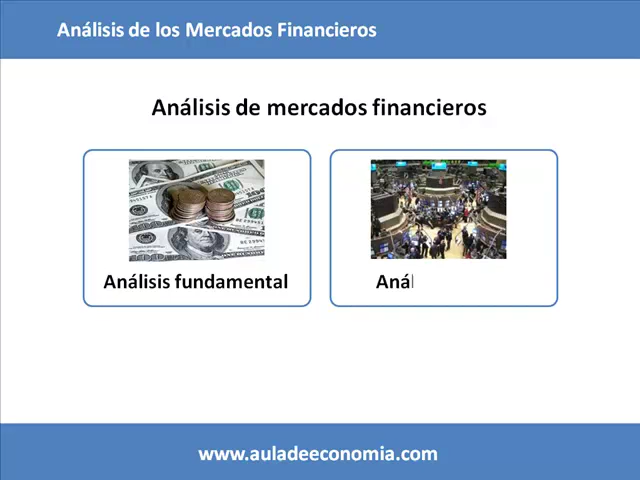 Análisis de los Mercados Financieros
Análisis de mercados financieros
Análisis fundamental
Anál
www.auladeeconomia.com